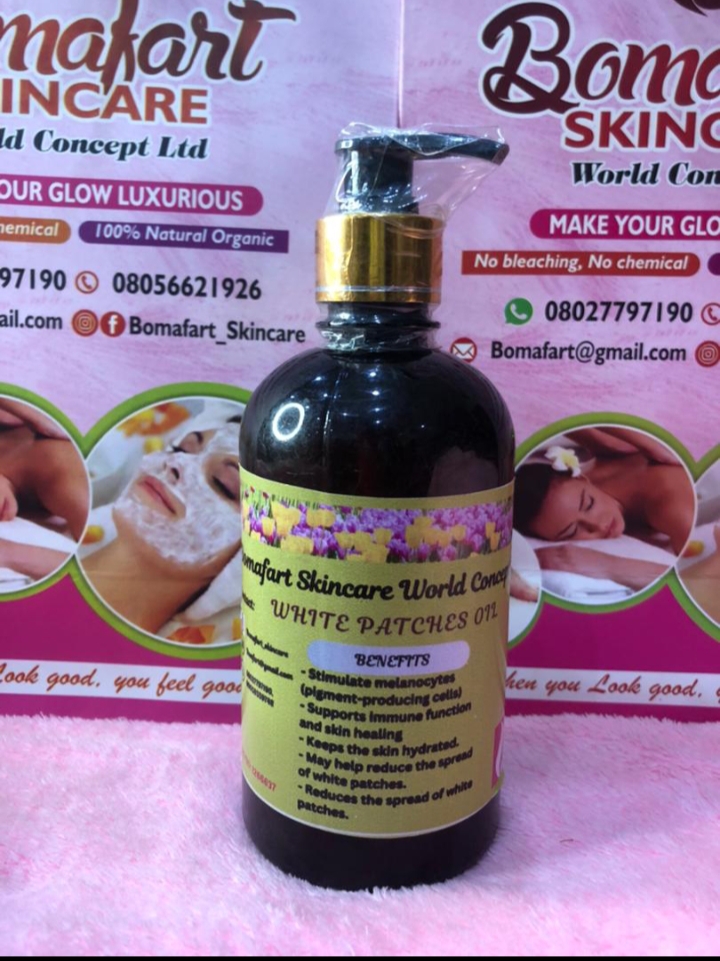 mafart
INCARE
ld Concept Ltd
OUR GLOW LUXURIOUS
hemical
100% Natural Organic
97190
08056621926
ail.com
Bomafart_Skincare
Look good, you feel goo
Boma
SKINC
World Con
MAKE YOUR GLO
No bleaching, No chemical
08027797190
Bomafart@gmail.com
hen you Look good,
omafart Skincare World Concep
WHITE PATCHES OIL
BENEFITS
- Stimulate melanocytes
(pigment-producing cells)
- Supports immune function
and skin healing
- Keeps the skin hydrated.
- May help reduce the spread
of white patches.
- Reduces the spread of white
patches.